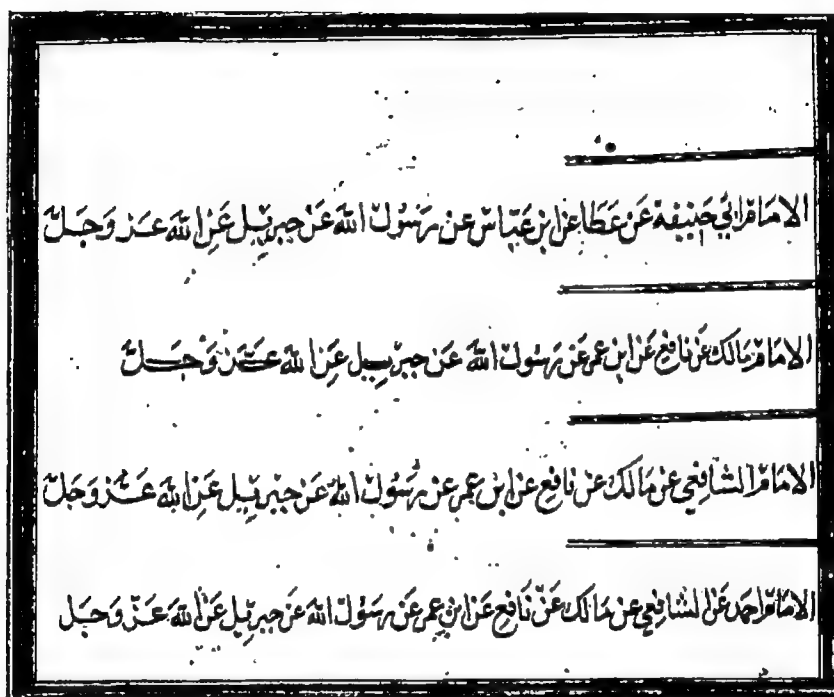 الامام ابي حنيفة عن عطا عن ابن عباس عن رسول الله عن جبريل عن الله عز وجل
الامام مالك عن نافع عن ابن عمر عن رسول الله عن جبريل عن الله عز وجل
الامام الشافعي عن مالك عن نافع عن ابن عمر عن رسول الله عن جبريل عن الله عز وجل
الامام احمد عن الشافعي عن مالك عن نافع عن ابن عمر عن رسول الله عن جبريل عن الله عز وجل